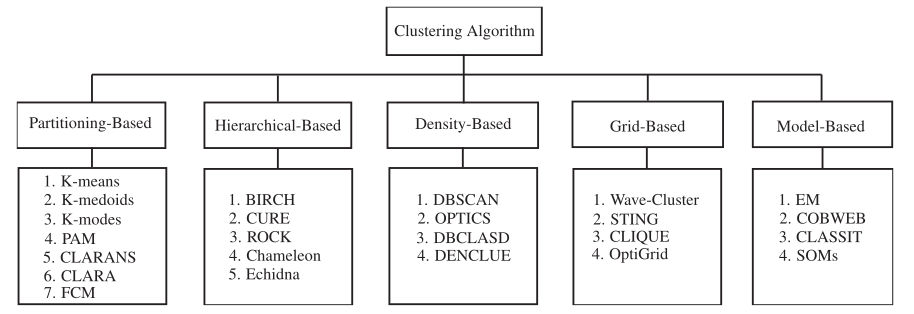 Clustering Algorithm
Partitioning-Based
Hierarchical-Based
Density-Based
Grid-Based
Model-Based
1. K-means
2. K-medoids
3. K-modes
4. PAM
5. CLARANS
6. CLARA
7. FCM
1. BIRCH
2. CURE
3. ROCK
4. Chameleon
5. Echidna
1. DBSCAN
2. OPTICS
3. DBCLASD
4. DENCLUE
1. Wave-Cluster
2. STING
3. CLIQUE
4. OptiGrid
1. EM
2. COBWEB
3. CLASSIT
4. SOMs